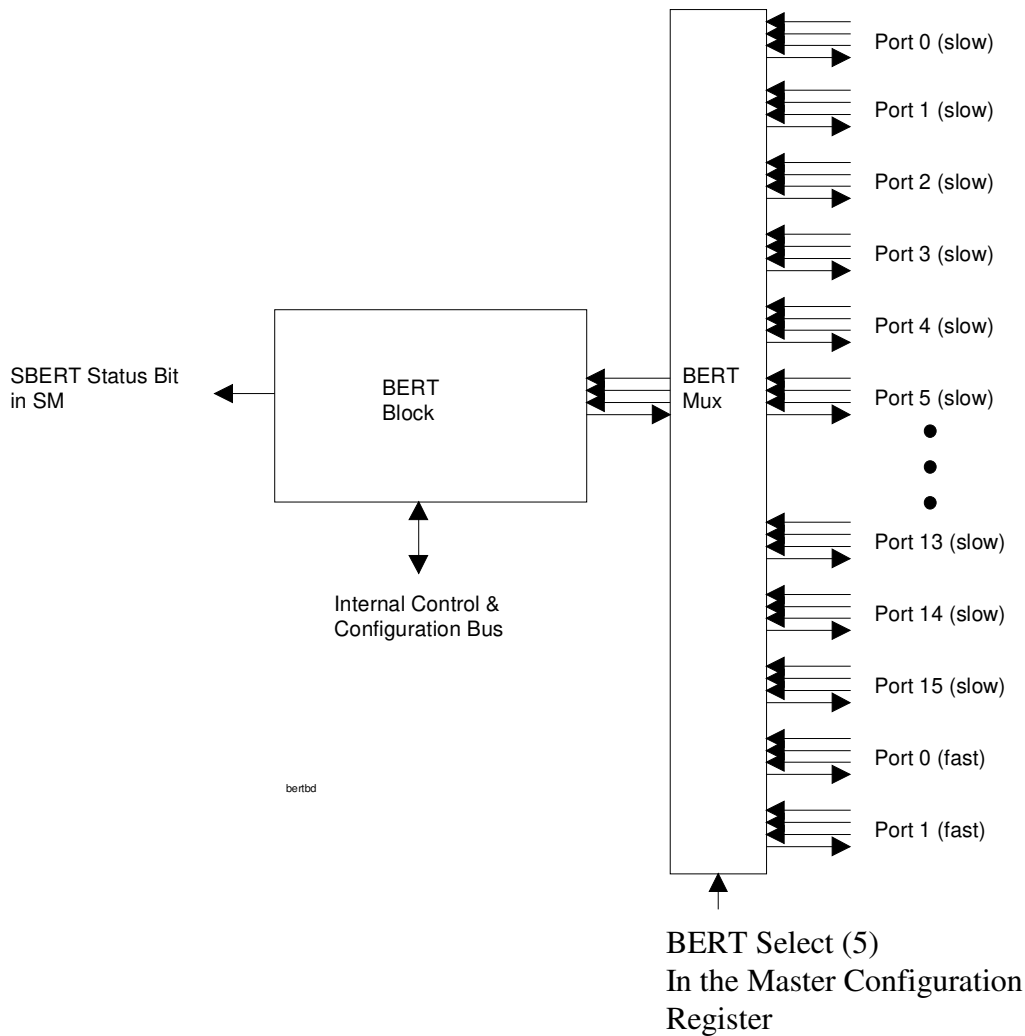 Port 0 (slow)
Port 1 (slow)
Port 2 (slow)
Port 3 (slow)
Port 4 (slow)
SBERT Status Bit
in SM
BERT
Block
BERT
Mux
Port 5 (slow)
Port 13 (slow)
Internal Control &
Configuration Bus
Port 14 (slow)
Port 15 (slow)
Port 0 (fast)
bertbd
Port 1 (fast)
BERT Select (5)
In the Master Configuration
Register